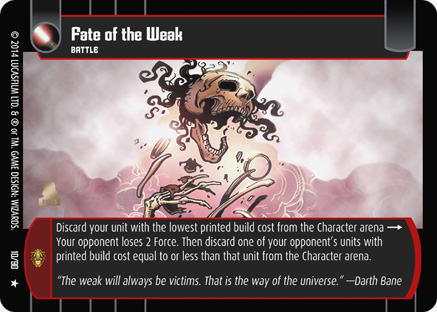 Fate of the Weak
BATTLE
Discard your unit with the lowest printed build cost from the Character arena →
Your opponent loses 2 Force. Then discard one of your opponent's units with
printed build cost equal to or less than that unit from the Character arena.
"The weak will always be victims. That is the way of the universe." —Darth Bane
© 2014 LUCASFILM LTD. & ® or TM. GAME DESIGN: WIZARDS.
10/90 ★